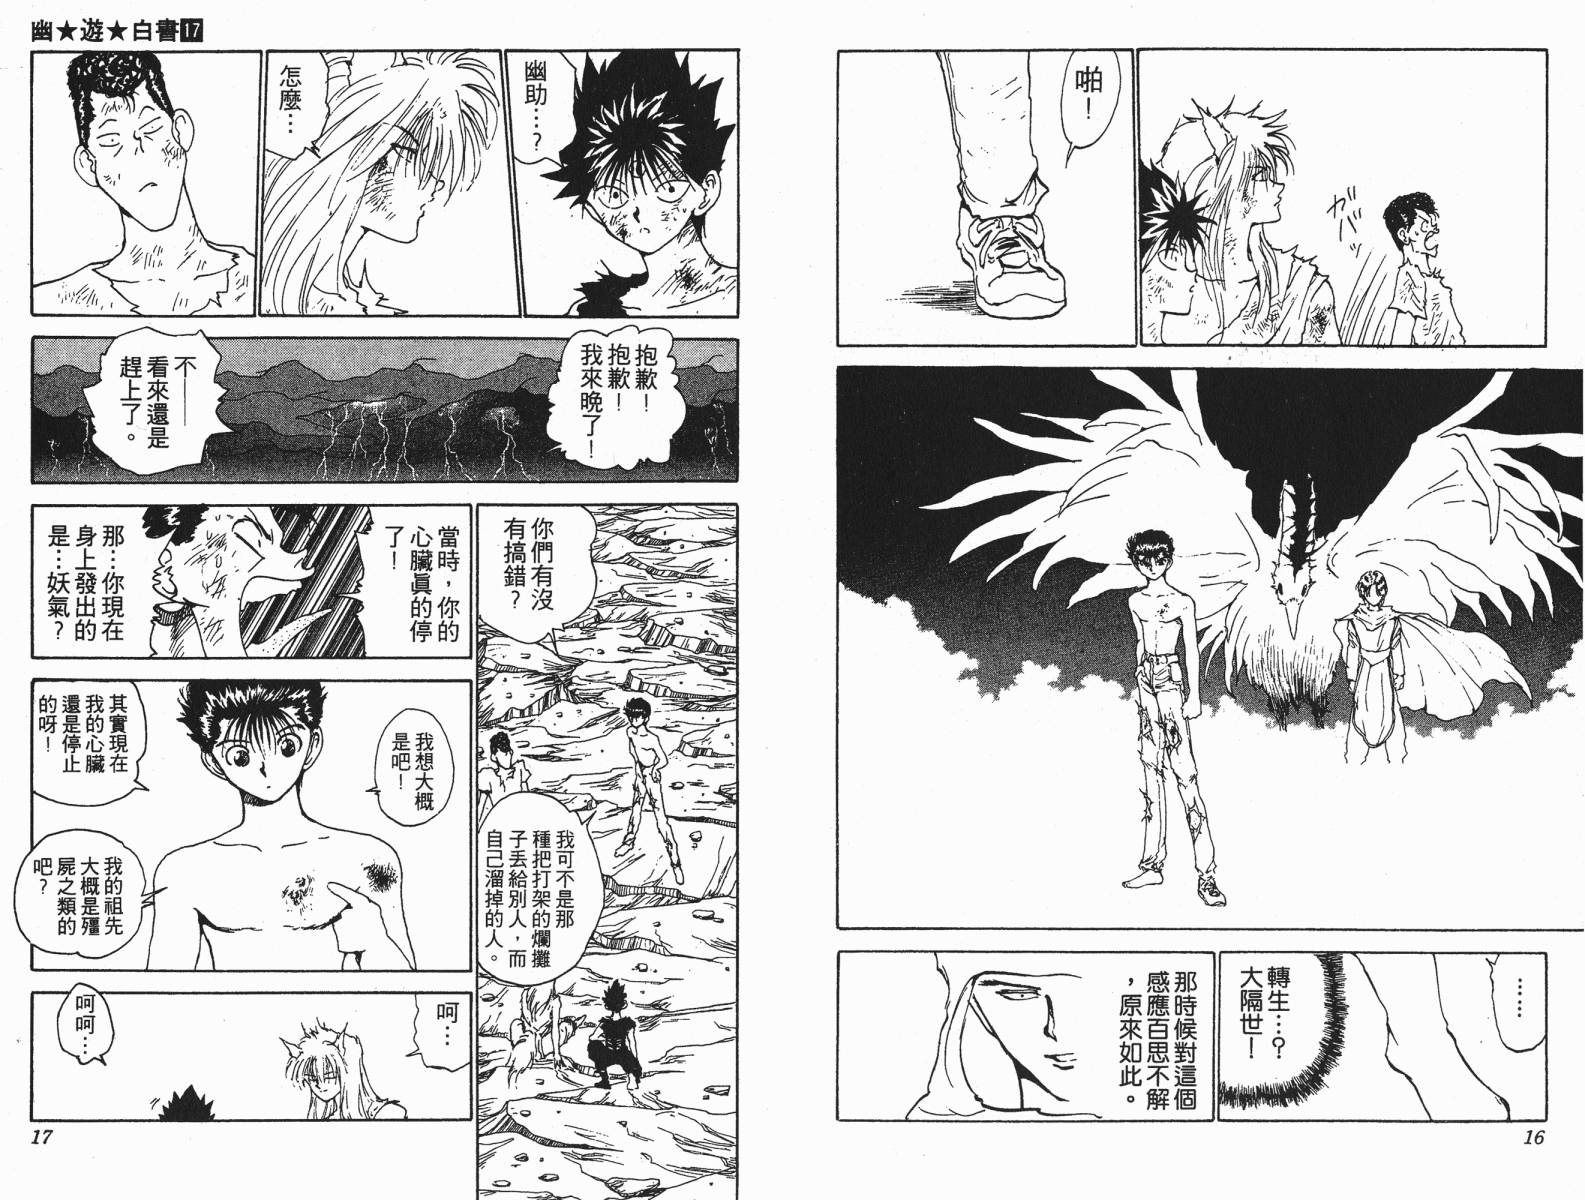 ガバッ
啪！
……
轉生…？
大隔世！
那時候對這個
感應百思不解
，原來如此。
16
幽★遊★白書17
幽助…？
怎麼…
抱歉！
抱歉！
我來晚了！
不——
看來還是
趕上了。
你們有沒
有搞錯？
我可不是那
種把打架的爛攤
子丟給別人，而
自己溜掉的人。
當時，你的
心臟真的停
了！
那…你現在
身上發出的
是…妖氣？
我想大概
是吧！
其實現在
我的心臟
還是停止
的呀！
我的祖先
大概是殭
屍之類的
吧？
呵…
呵呵…
17